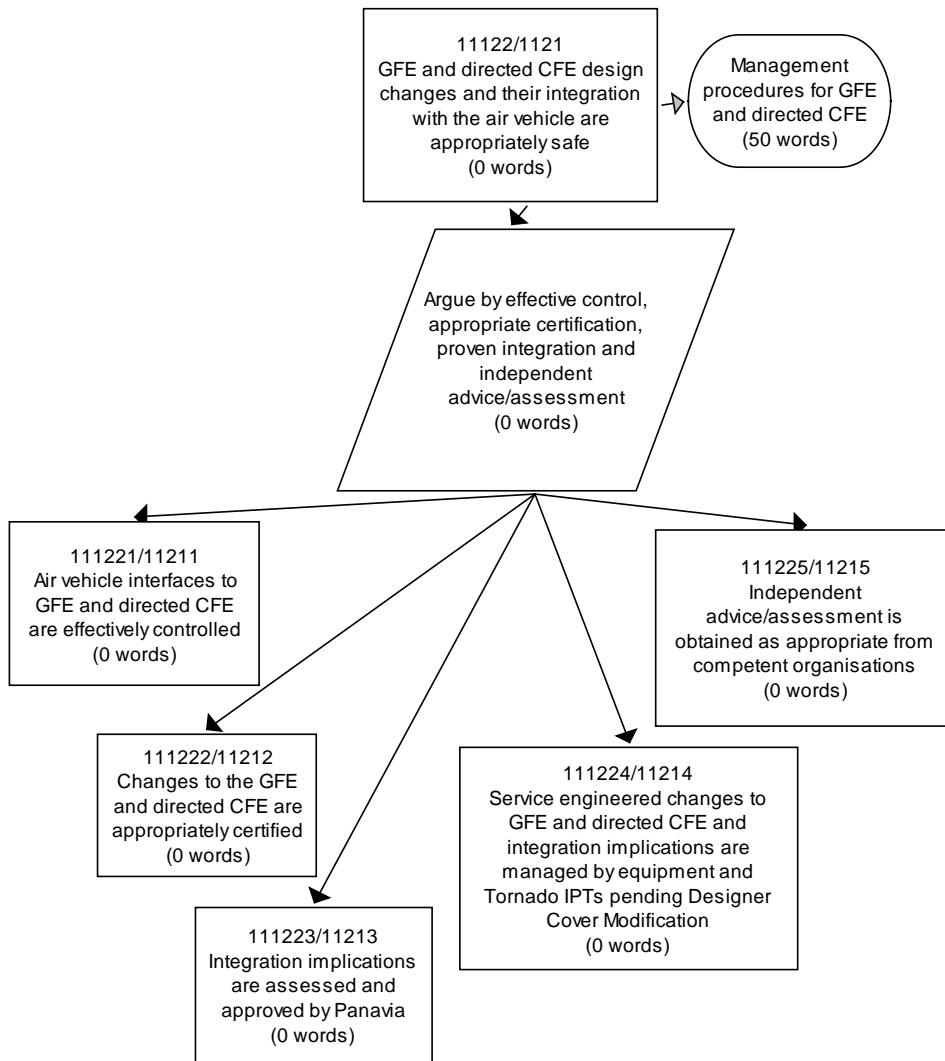 11122/1121
GFE and directed CFE design
changes and their integration
with the air vehicle are
appropriately safe
(0 words)
Management
procedures for GFE
and directed CFE
(50 words)
Argue by effective control,
appropriate certification,
proven integration and
independent
advice/assessment
(0 words)
111221/11211
Air vehicle interfaces to
GFE and directed CFE
are effectively controlled
(0 words)
111225/11215
Independent
advice/assessment is
obtained as appropriate from
competent organisations
(0 words)
111222/11212
Changes to the GFE
and directed CFE are
appropriately certified
(0 words)
111224/11214
Service engineered changes to
GFE and directed CFE and
integration implications are
managed by equipment and
Tornado IPTs pending Designer
Cover Modification
(0 words)
111223/11213
Integration implications
are assessed and
approved by Panavia
(0 words)